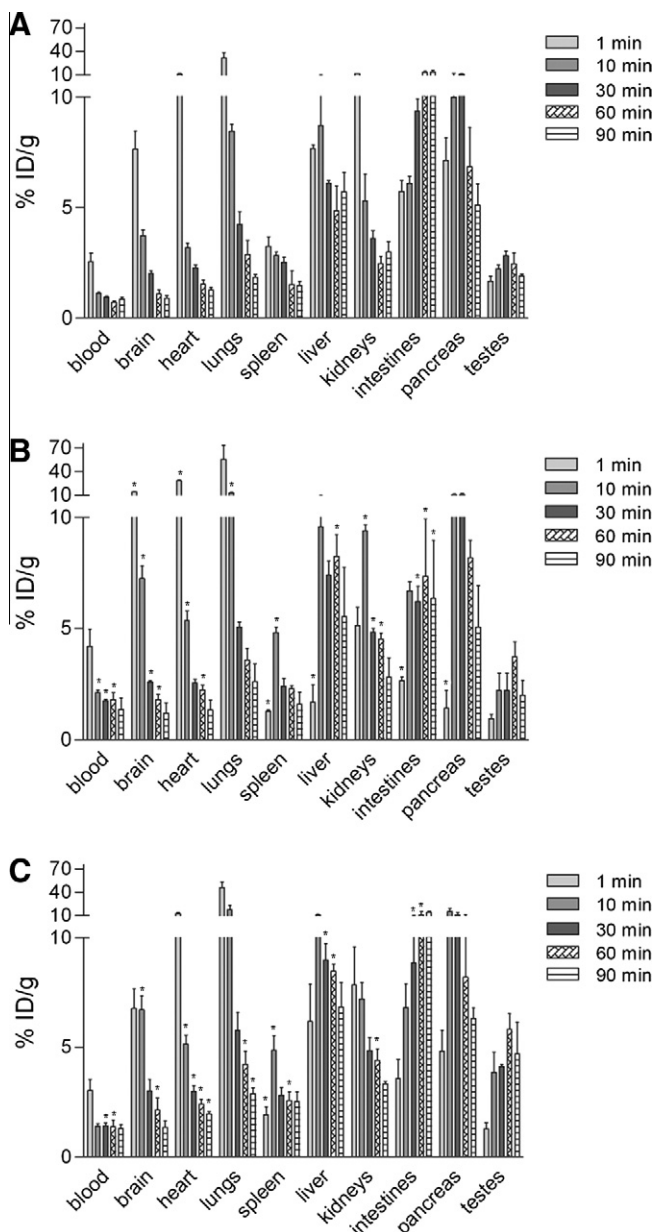 A
40
10
10
5
0
% ID/g
1 min
10 min
30 min
60 min
90 min
blood
brain
heart
lungs
spleen
liver
kidneys
intestines
pancreas
testes
B
70
40
10
10
5
0
% ID/g
* * * * * * * * * * * * * * * * * * * * * * *
1 min
10 min
30 min
60 min
90 min
blood
brain
heart
lungs
spleen
liver
kidneys
intestines
pancreas
testes
C
70
40
10
10
5
0
% ID/g
* * * * * * * * * * * * * * * * * *
1 min
10 min
30 min
60 min
90 min
blood
brain
heart
lungs
spleen
liver
kidneys
intestines
pancreas
testes